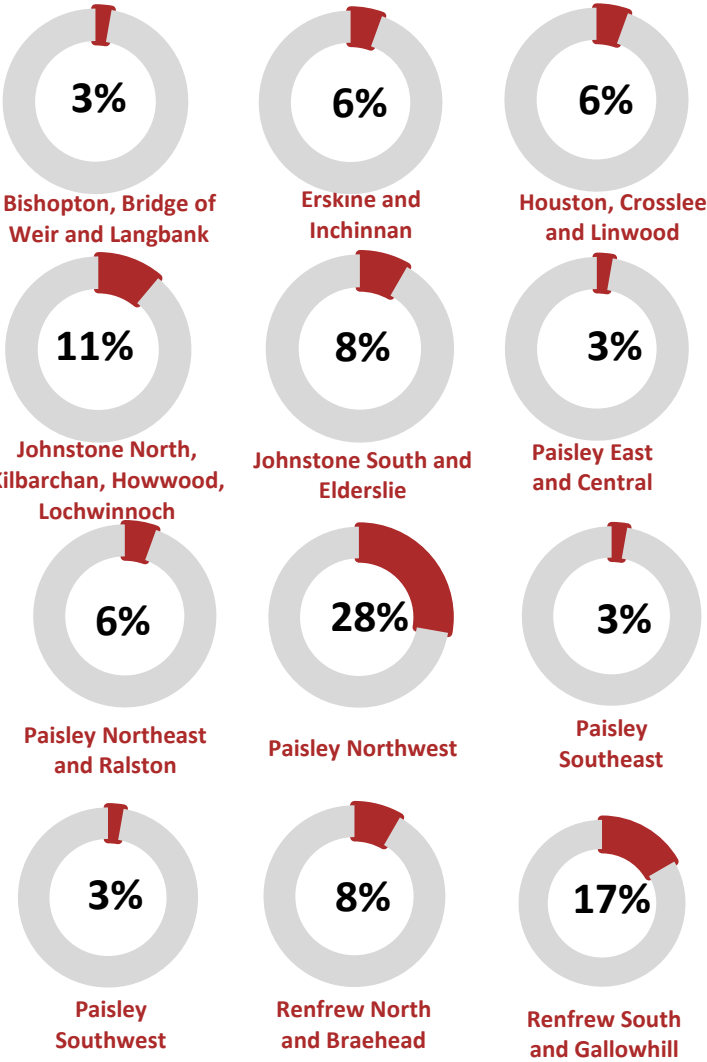 3%
6%
6%
Bishopton, Bridge of
Weir and Langbank
Erskine and
Inchinnan
Houston, Crosslee
and Linwood
11%
8%
3%
Johnstone North,
Kilbarchan, Howwood,
Lochwinnoch
Johnstone South and
Elderslie
Paisley East
and Central
6%
28%
3%
Paisley Northeast
and Ralston
Paisley Northwest
Paisley
Southeast
3%
8%
17%
Paisley
Southwest
Renfrew North
and Braehead
Renfrew South
and Gallowhill